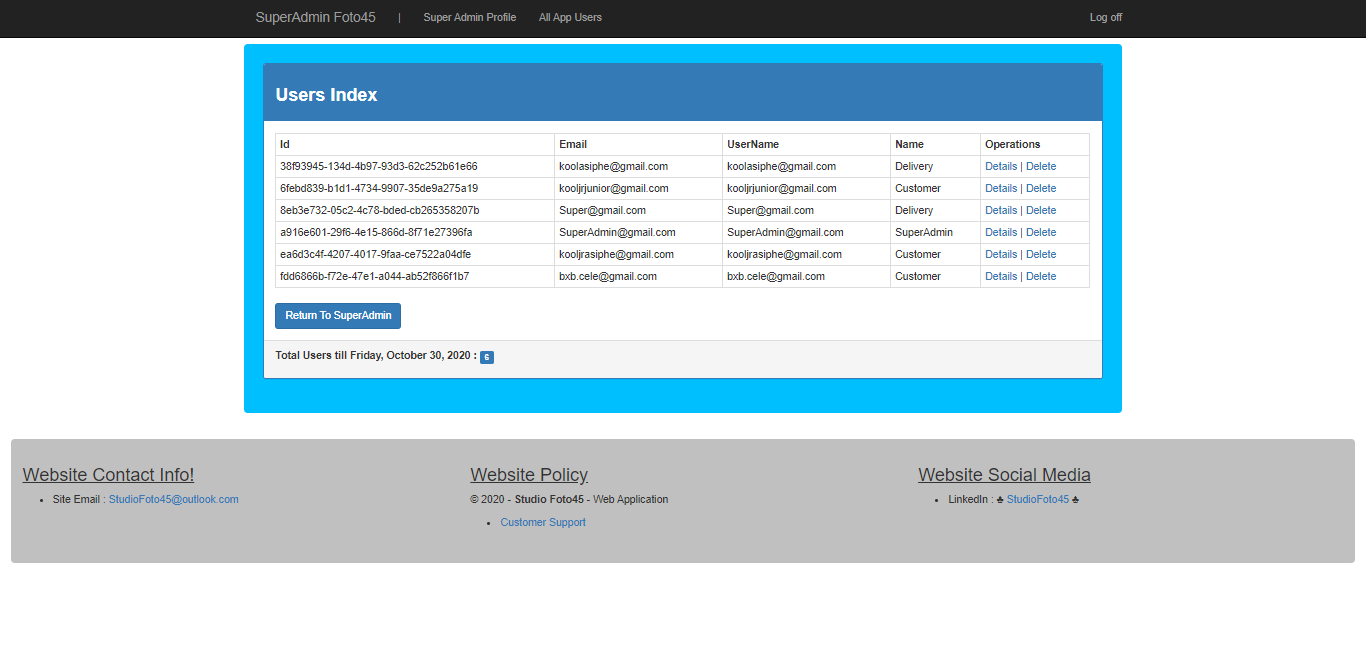 SuperAdmin Foto45 | Super Admin Profile All App Users Log off
Users Index
Id Email UserName Name Operations
38f93945-134d-4b97-93d3-62c252b61e66 koolasiphe@gmail.com koolasiphe@gmail.com Delivery Details | Delete
6febd839-b1d1-4734-9907-35de9a275a19 kooljrjunior@gmail.com kooljrjunior@gmail.com Customer Details | Delete
8eb3e732-05c2-4c78-bded-cb265358207b Super@gmail.com Super@gmail.com Delivery Details | Delete
a916e601-29f6-4e15-866d-8f71e27396fa SuperAdmin@gmail.com SuperAdmin@gmail.com SuperAdmin Details | Delete
ea6d3c4f-4207-4017-9faa-ce7522a04dfe kooljrasiphe@gmail.com kooljrasiphe@gmail.com Customer Details | Delete
fdd6866b-f72e-47e1-a044-ab52f866f1b7 bxb.cele@gmail.com bxb.cele@gmail.com Customer Details | Delete
Return To SuperAdmin
Total Users till Friday, October 30, 2020 : 6
Website Contact Info! Website Policy Website Social Media
• Site Email : StudioFoto45@outlook.com © 2020 - Studio Foto45 - Web Application • LinkedIn : ♣ StudioFoto45 ♣
• Customer Support